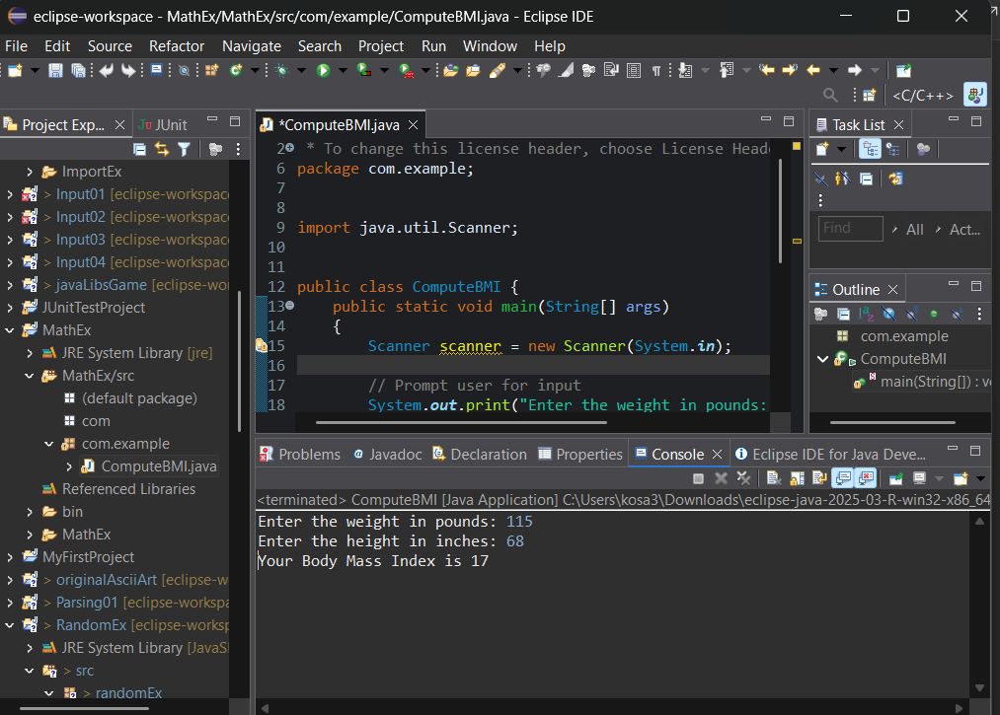 eclipse-workspace - MathEx/MathEx/src/com/example/ComputeBMI.java - Eclipse IDE
File Edit Source Refactor Navigate Search Project Run Window Help
<C/C++>
Project Exp...
JUnit
ImportEx
> Input01 [eclipse-workspac
> Input02 [eclipse-workspac
> Input03 [eclipse-workspac
> Input04 [eclipse-workspac
> javaLibsGame [eclipse-wo
JUnitTestProject
MathEx
JRE System Library [jre]
MathEx/src
(default package)
com
com.example
ComputeBMI.java
Referenced Libraries
bin
MathEx
MyFirstProject
> originalAsciiArt [eclipse-w
> Parsing01 [eclipse-workspa
> RandomEx [eclipse-worksp
JRE System Library [JavaS
> src
> randomEx
*ComputeBMI.java
2 * To change this license header, choose License Head
6 package com.example;
7
8
9 import java.util.Scanner;
10
11
12 public class ComputeBMI {
13 public static void main(String[] args)
14 {
15 Scanner scanner = new Scanner(System.in);
16
17 // Prompt user for input
18 System.out.print("Enter the weight in pounds:
Task List
Find
All
Act...
Outline
com.example
ComputeBMI
main(String[]) : v
Problems
Javadoc
Declaration
Properties
Console
Eclipse IDE for Java Deve...
<terminated> ComputeBMI [Java Application] C:\Users\kosa3\Downloads\eclipse-java-2025-03-R-win32-x86_64
Enter the weight in pounds: 115
Enter the height in inches: 68
Your Body Mass Index is 17